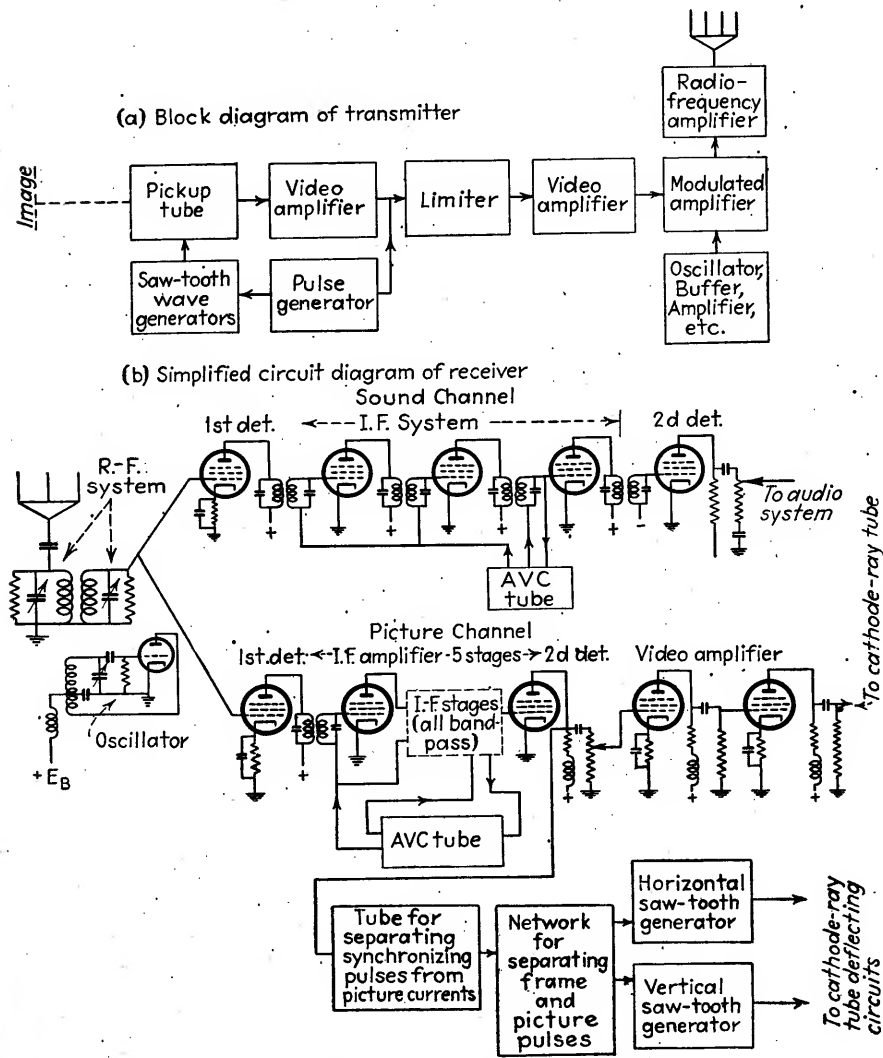 (a) Block diagram of transmitter
Image
Pickup
tube
Video
amplifier
Limiter
Video
amplifier
Modulated
amplifier
Radio-
frequency
amplifier
Saw-tooth
wave
generators
Pulse
generator
Oscillator,
Buffer,
Amplifier,
etc.
(b) Simplified circuit diagram of receiver
Sound Channel
1st det.
I.F. System
2d det.
R.-F.
system
+
+
+
+
-
To audio
system
AVC
tube
Picture Channel
1st.det.
I.F. amplifier-5 stages
2d det.
Video amplifier
I-F stages
(all band-
pass)
Oscillator
+ EB
+
+
+
+
To cathode-ray tube
AVC tube
Tube for
separating
synchronizing
pulses from
picture currents
Network
for
separating
frame
and
picture
pulses
Horizontal
saw-tooth
generator
Vertical
saw-tooth
generator
To cathode-ray
tube deflecting
circuits